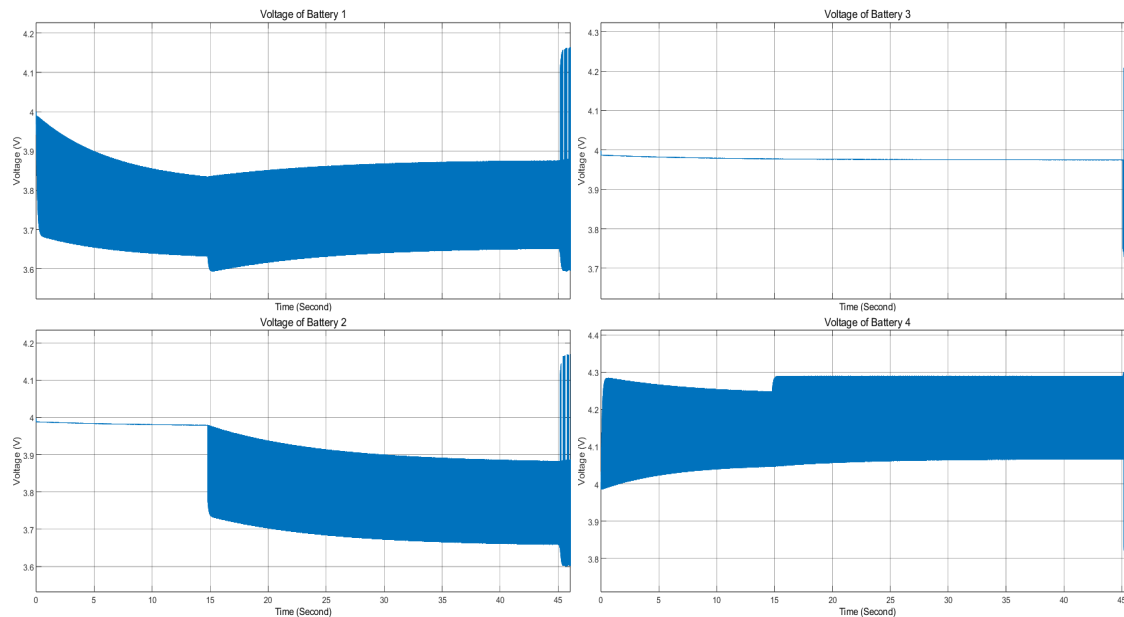 Voltage of Battery 1
4.2
4.1
4
3.9
3.8
3.7
3.6
Voltage (V)
Time (Second)
Voltage of Battery 3
4.3
4.2
4.1
4
3.9
3.8
3.7
Voltage (V)
Time (Second)
Voltage of Battery 2
4.2
4.1
4
3.9
3.8
3.7
3.6
Voltage (V)
0 5 10 15 20 25 30 35 40 45
Time (Second)
Voltage of Battery 4
4.4
4.3
4.2
4.1
4
3.9
3.8
Voltage (V)
0 5 10 15 20 25 30 35 40 45
Time (Second)